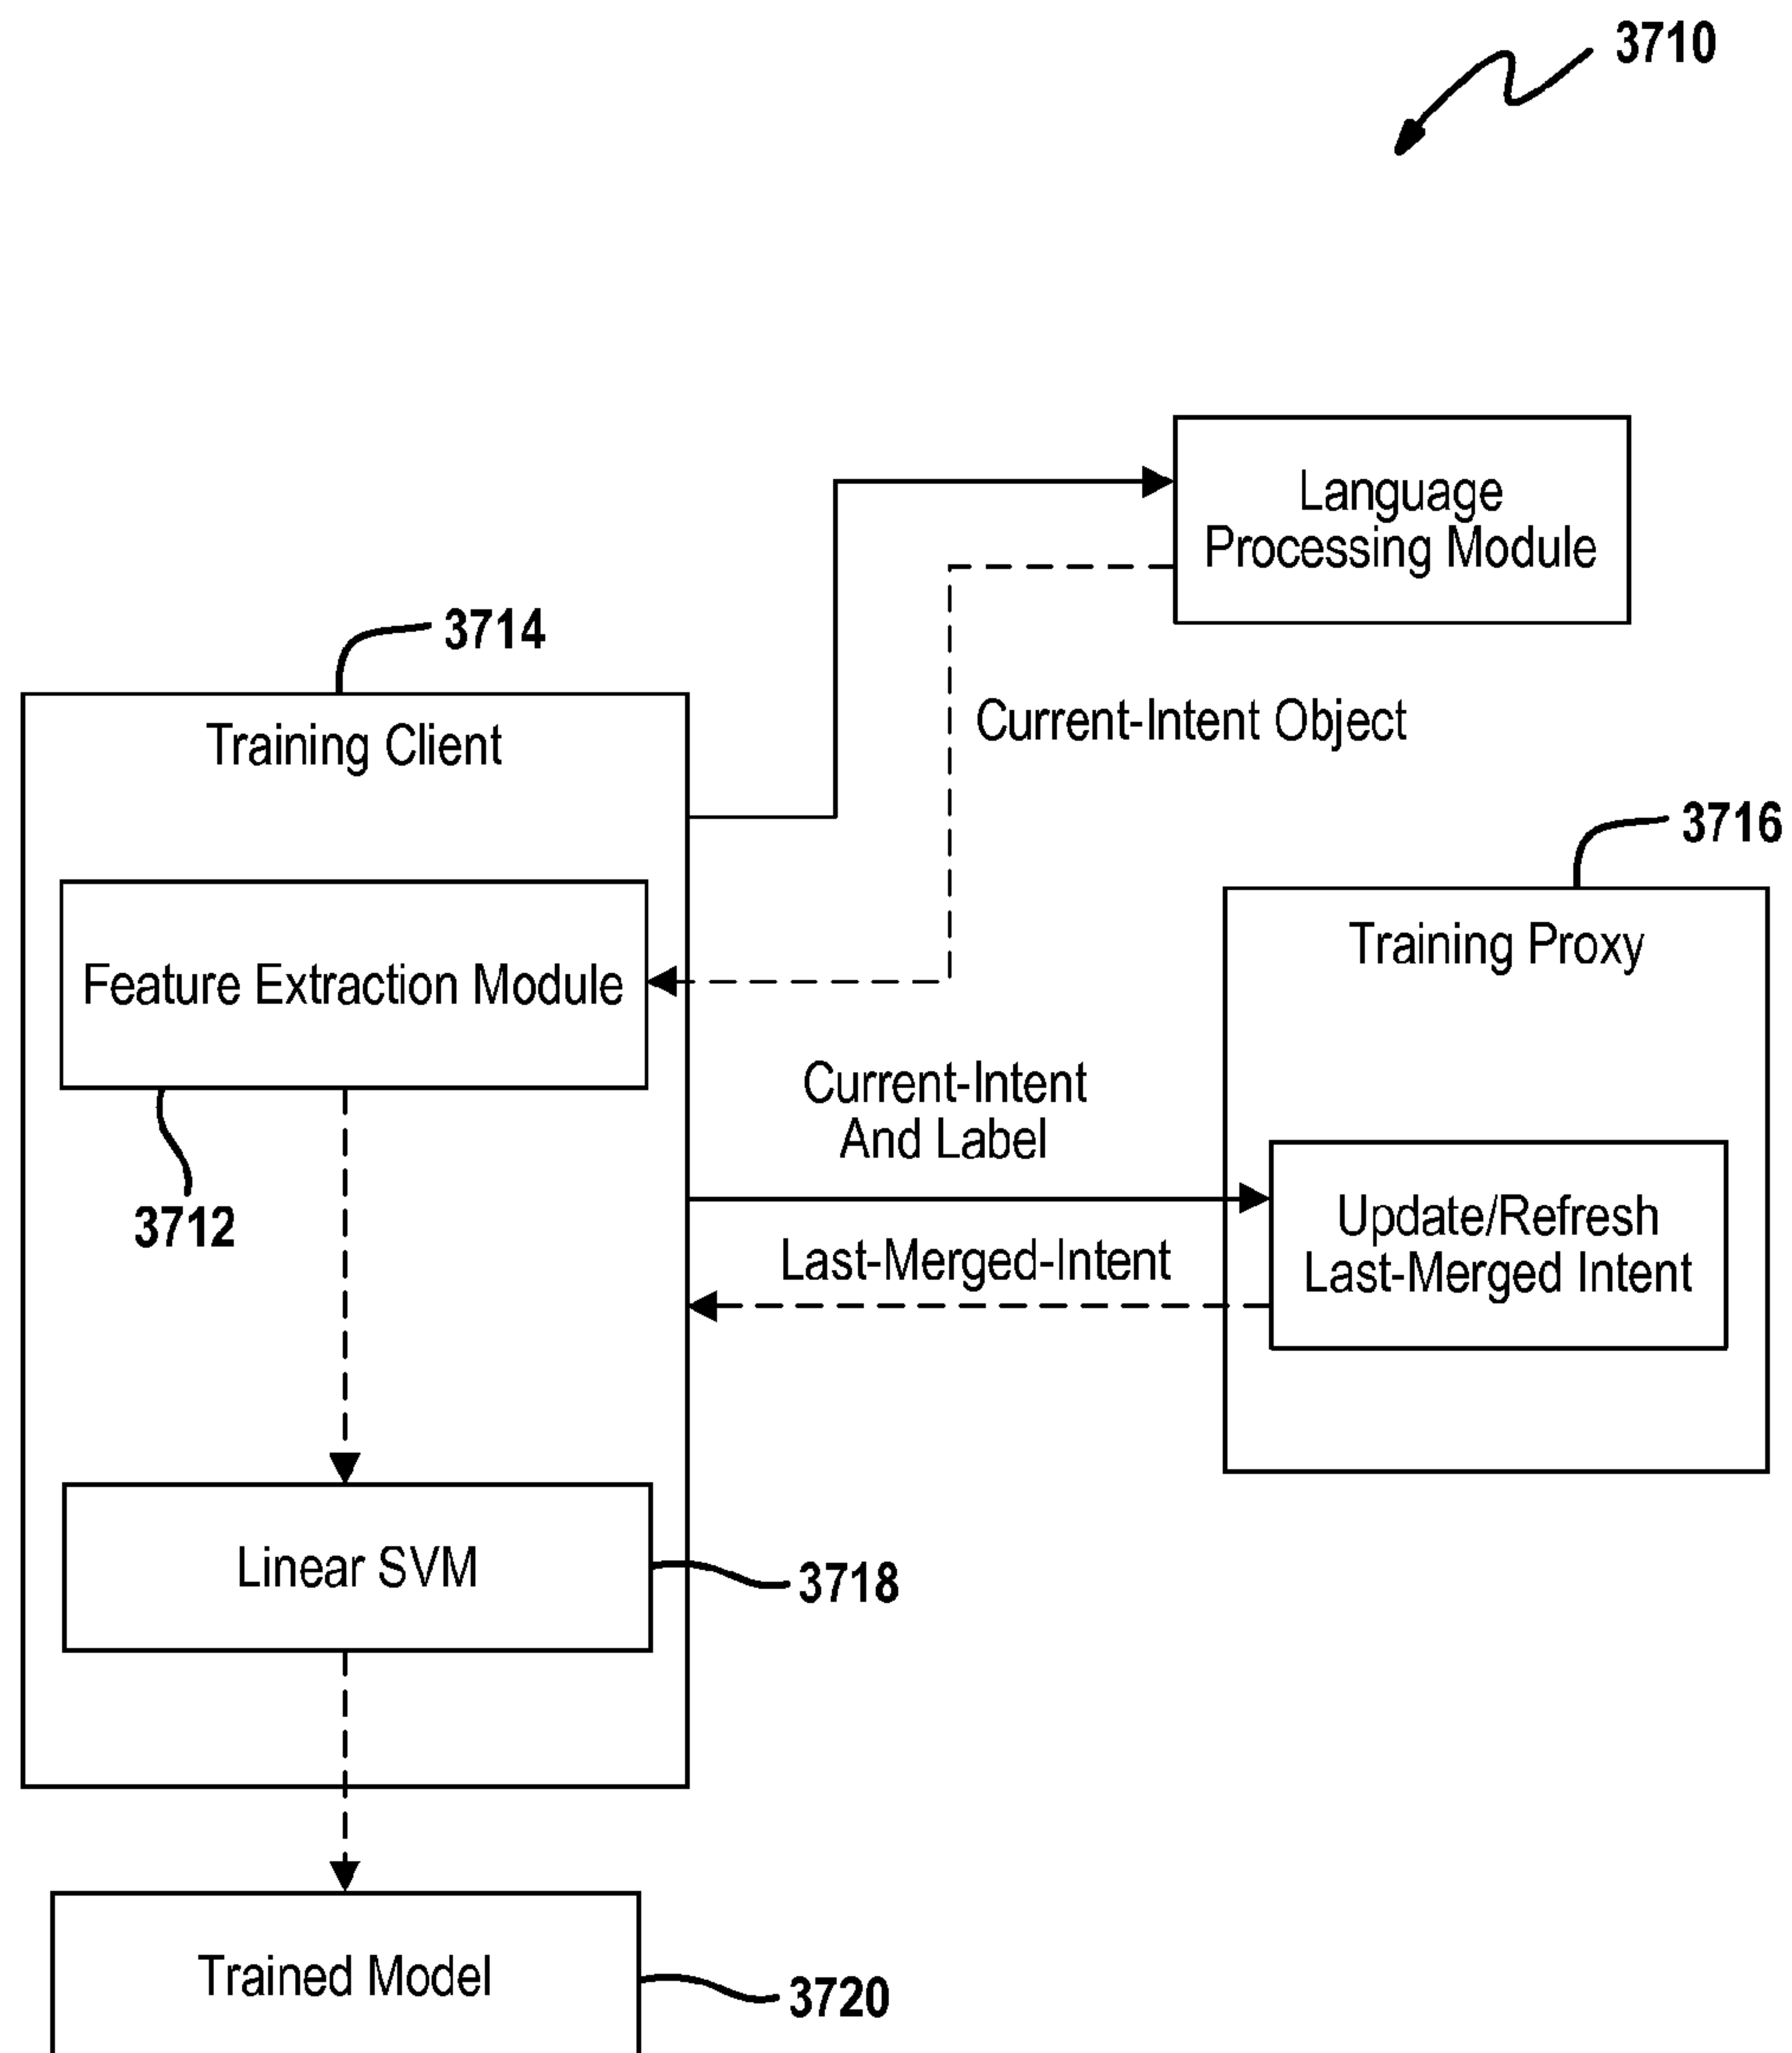 3710
Language
Processing Module
3714
Training Client
Current-Intent Object
3716
Training Proxy
Feature Extraction Module
Current-Intent
And Label
3712
Update/Refresh
Last-Merged Intent
Last-Merged-Intent
Linear SVM
3718
Trained Model
3720